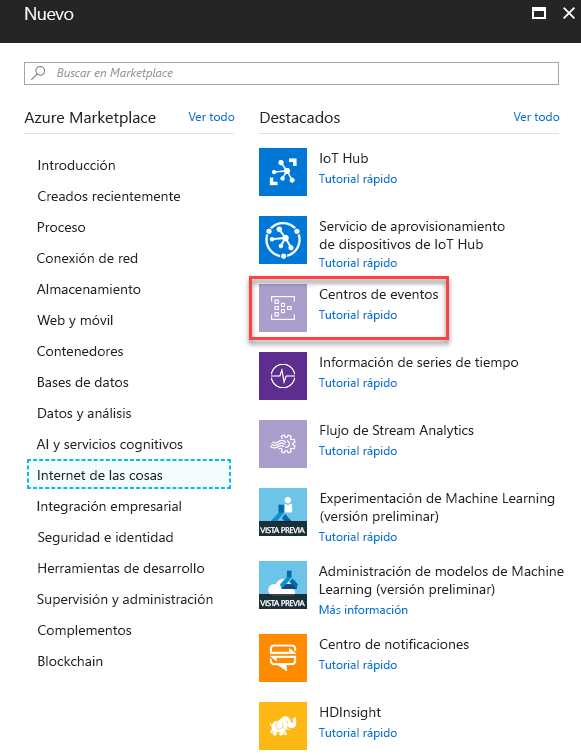 Nuevo
Buscar en Marketplace
Azure Marketplace
Ver todo
Introducción
Creados recientemente
Proceso
Conexión de red
Almacenamiento
Web y móvil
Contenedores
Bases de datos
Datos y análisis
AI y servicios cognitivos
Internet de las cosas
Integración empresarial
Seguridad e identidad
Herramientas de desarrollo
Supervisión y administración
Complementos
Blockchain
Destacados
Ver todo
IoT Hub
Tutorial rápido
Servicio de aprovisionamiento
de dispositivos de IoT Hub
Tutorial rápido
Centros de eventos
Tutorial rápido
Información de series de tiempo
Tutorial rápido
Flujo de Stream Analytics
Tutorial rápido
VISTA PREVIA
Experimentación de Machine Learning
(versión preliminar)
Tutorial rápido
VISTA PREVIA
Administración de modelos de Machine
Learning (versión preliminar)
Más información
Centro de notificaciones
Tutorial rápido
HDInsight
Tutorial rápido